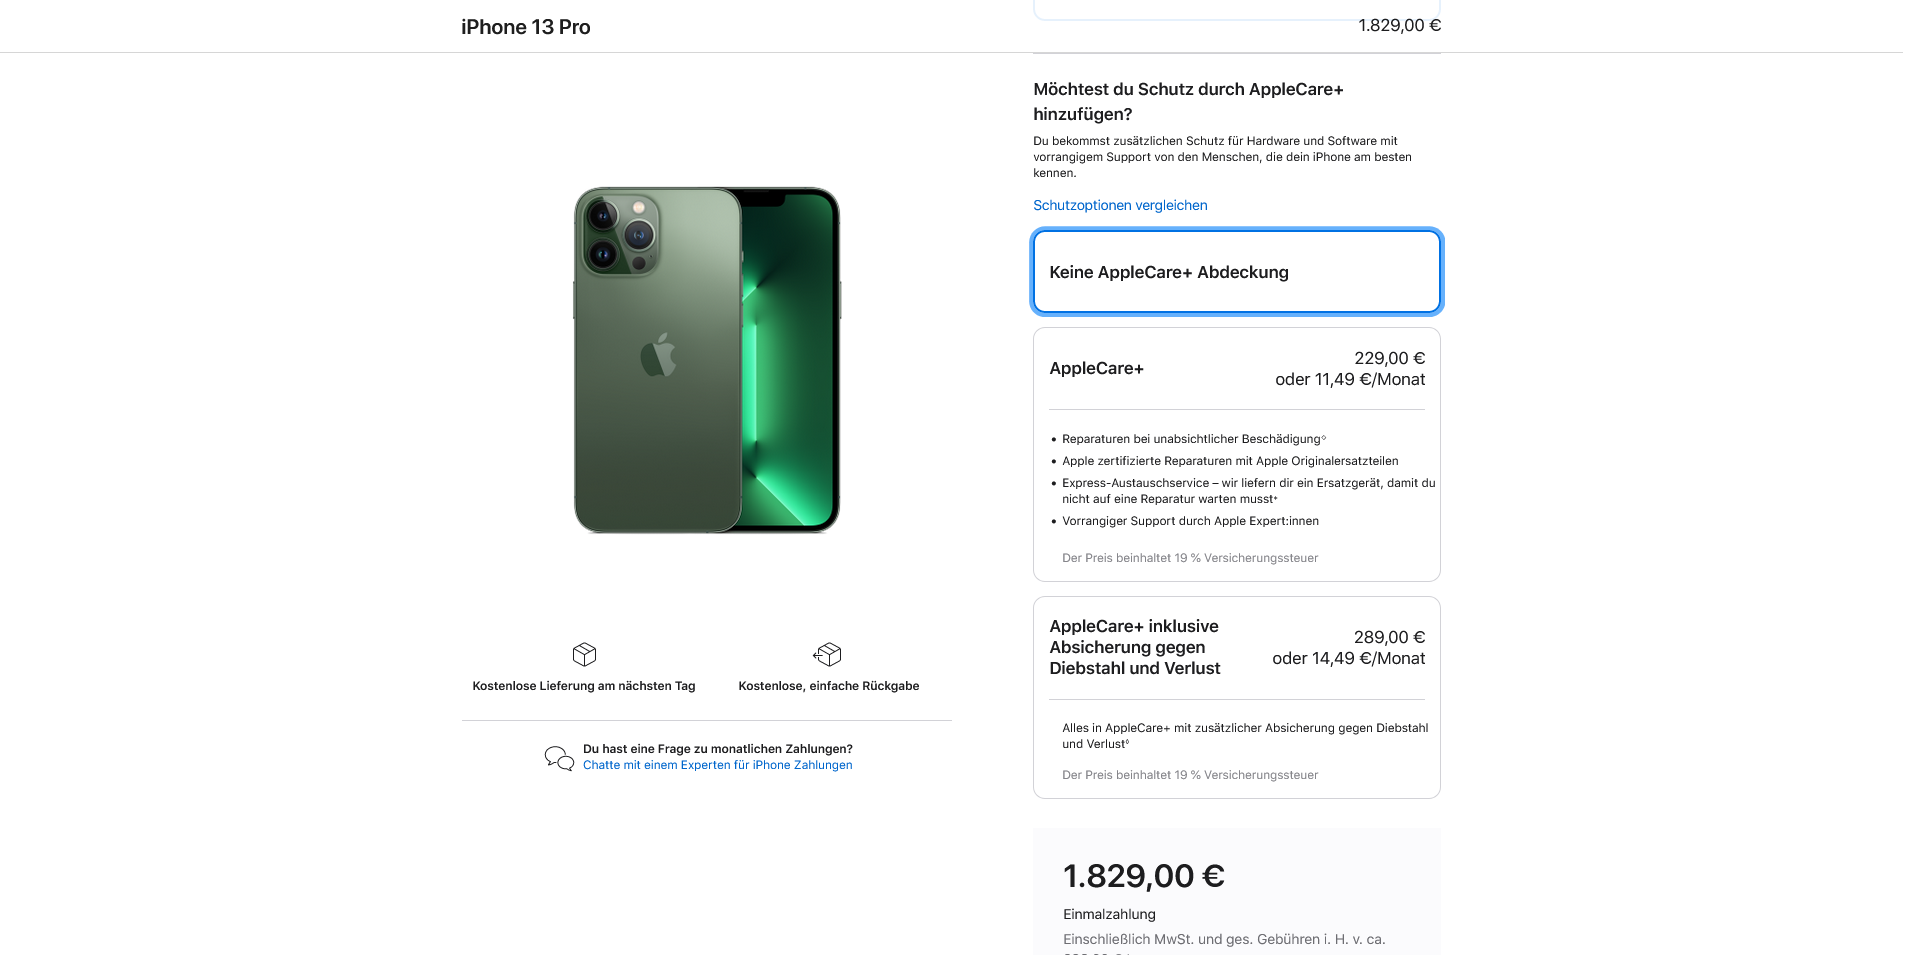 iPhone 13 Pro
1.829,00 €
Möchtest du Schutz durch AppleCare+
hinzufügen?
Du bekommst zusätzlichen Schutz für Hardware und Software mit
vorrangigem Support von den Menschen, die dein iPhone am besten
kennen.
Schutzoptionen vergleichen
Keine AppleCare+ Abdeckung
AppleCare+
229,00 €
oder 11,49 €/Monat
• Reparaturen bei unabsichtlicher Beschädigung◊
• Apple zertifizierte Reparaturen mit Apple Originalersatzteilen
• Express-Austauschservice – wir liefern dir ein Ersatzgerät, damit du
nicht auf eine Reparatur warten musst+
• Vorrangiger Support durch Apple Expert:innen
Der Preis beinhaltet 19 % Versicherungssteuer
AppleCare+ inklusive
Absicherung gegen
Diebstahl und Verlust
289,00 €
oder 14,49 €/Monat
Alles in AppleCare+ mit zusätzlicher Absicherung gegen Diebstahl
und Verlust◊
Der Preis beinhaltet 19 % Versicherungssteuer
Kostenlose Lieferung am nächsten Tag
Kostenlose, einfache Rückgabe
Du hast eine Frage zu monatlichen Zahlungen?
Chatte mit einem Experten für iPhone Zahlungen
1.829,00 €
Einmalzahlung
Einschließlich MwSt. und ges. Gebühren i. H. v. ca.